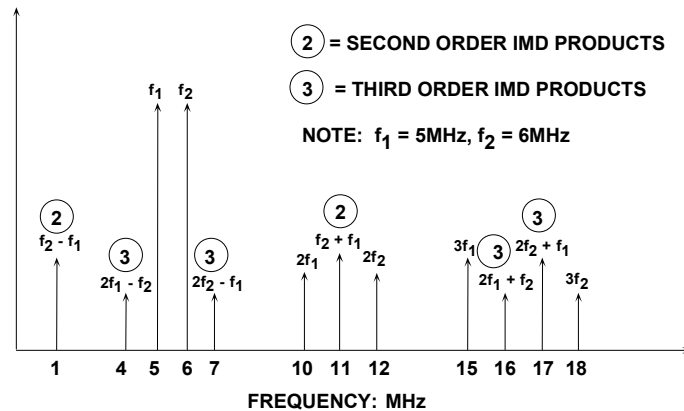 2 = SECOND ORDER IMD PRODUCTS
3 = THIRD ORDER IMD PRODUCTS
NOTE: f1 = 5MHz, f2 = 6MHz
f1 f2
2 2 3
f2 - f1 f2 + f1 2f2 + f1
3 3 3
2f1 - f2 2f2 - f1 2f1 2f2 3f1 2f1 + f2 3f2
1 4 5 6 7 10 11 12 15 16 17 18
FREQUENCY: MHz